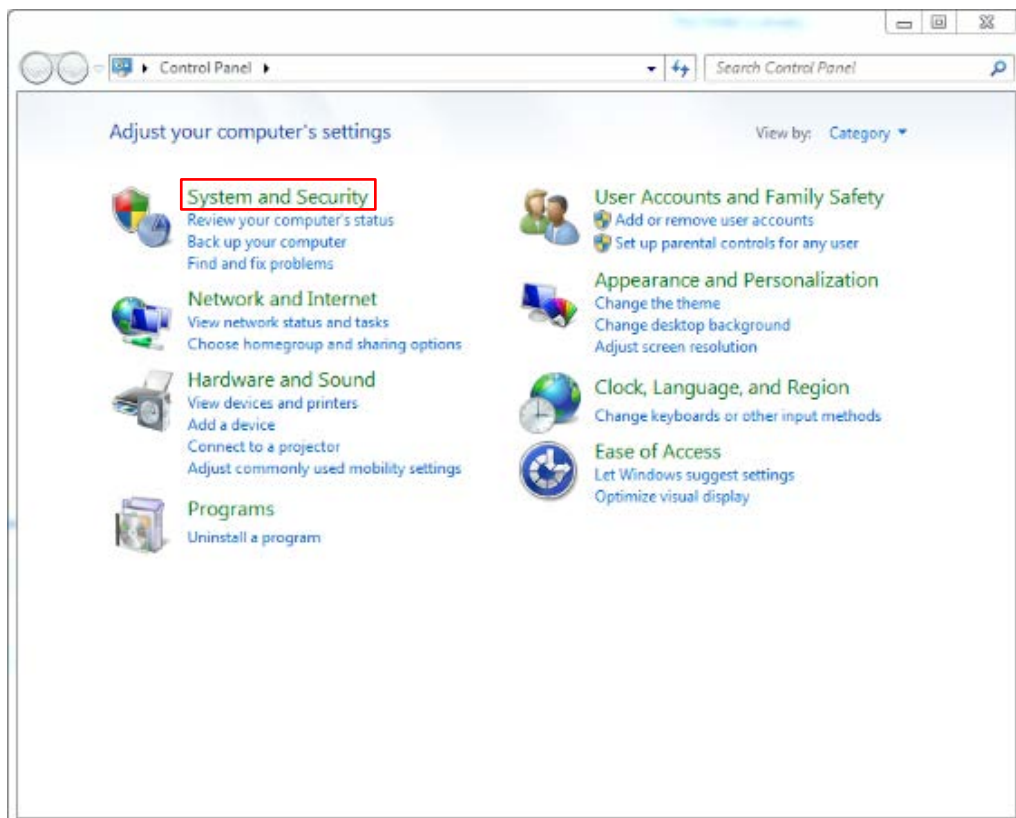 Control Panel
Search Control Panel
Adjust your computer's settings
View by: Category
System and Security
Review your computer's status
Back up your computer
Find and fix problems
Network and Internet
View network status and tasks
Choose homegroup and sharing options
Hardware and Sound
View devices and printers
Add a device
Connect to a projector
Adjust commonly used mobility settings
Programs
Uninstall a program
User Accounts and Family Safety
Add or remove user accounts
Set up parental controls for any user
Appearance and Personalization
Change the theme
Change desktop background
Adjust screen resolution
Clock, Language, and Region
Change keyboards or other input methods
Ease of Access
Let Windows suggest settings
Optimize visual display